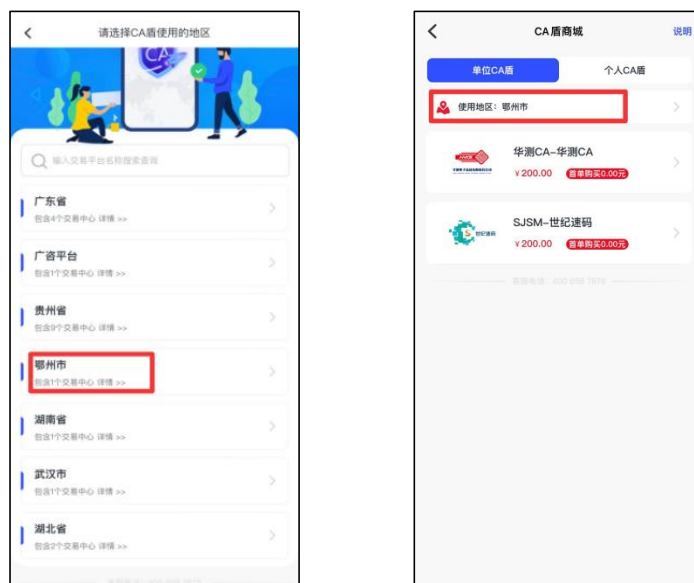 请选择CA盾使用的地区
CA
输入交易平台名称搜索查询
广东省
包含4个交易中心 详情 >>
广咨平台
包含1个交易中心 详情 >>
贵州省
包含9个交易中心 详情 >>
鄂州市
包含1个交易中心 详情 >>
湖南省
包含1个交易中心 详情 >>
武汉市
包含1个交易中心 详情 >>
湖北省
包含2个交易中心 详情 >>
CA盾商城
说明
单位CA盾
个人CA盾
使用地区：鄂州市
华测CA-华测CA
¥200.00 首单购买0.00元
SJSM-世纪速码
世纪速码
¥200.00 首单购买0.00元